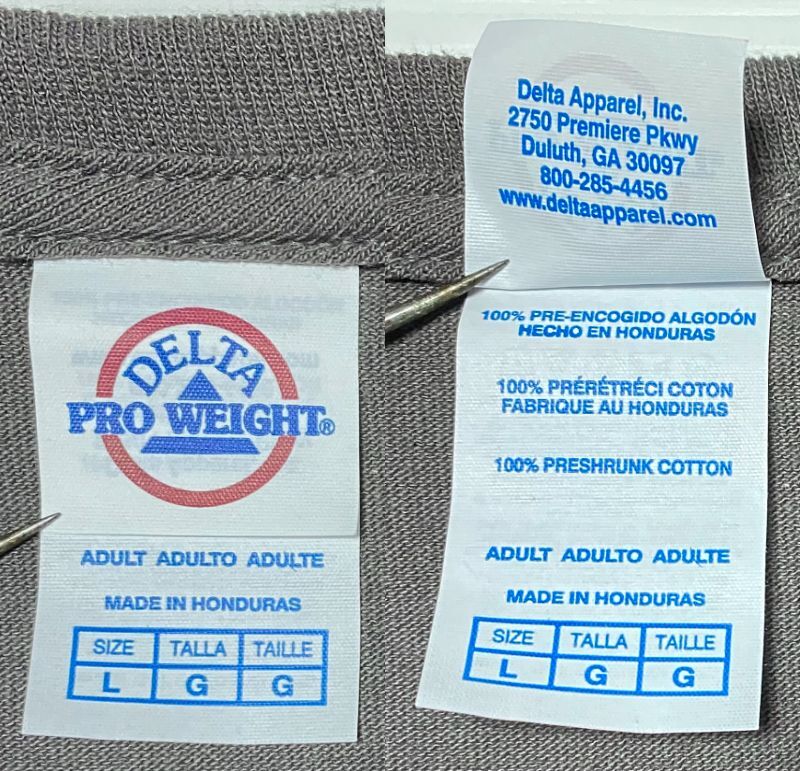 DELTA
PRO WEIGHT®
ADULT ADULTO ADULTE
MADE IN HONDURAS
SIZE TALLA TAILLE
L G G
Delta Apparel, Inc.
2750 Premiere Pkwy
Duluth, GA 30097
800-285-4456
www.deltaapparel.com
100% PRE-ENCOGIDO ALGODÓN
HECHO EN HONDURAS
100% PRÉRÉTRÉCI COTON
FABRIQUE AU HONDURAS
100% PRESHRUNK COTTON
ADULT ADULTO ADULTE
MADE IN HONDURAS
SIZE TALLA TAILLE
L G G